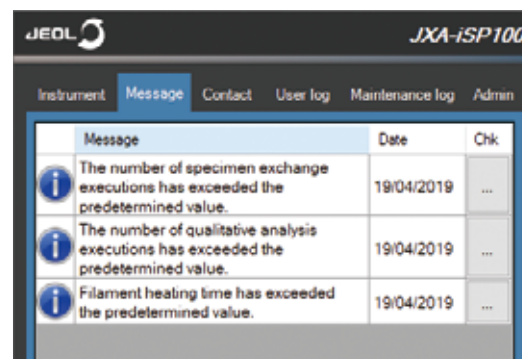 JEOL JXA-iSP100
Instrument Message Contact User log Maintenance log Admin
Message Date Chk
The number of specimen exchange
executions has exceeded the
predetermined value.
19/04/2019 ...
The number of qualitative analysis
executions has exceeded the
predetermined value.
19/04/2019 ...
Filament heating time has exceeded
the predetermined value.
19/04/2019 ...